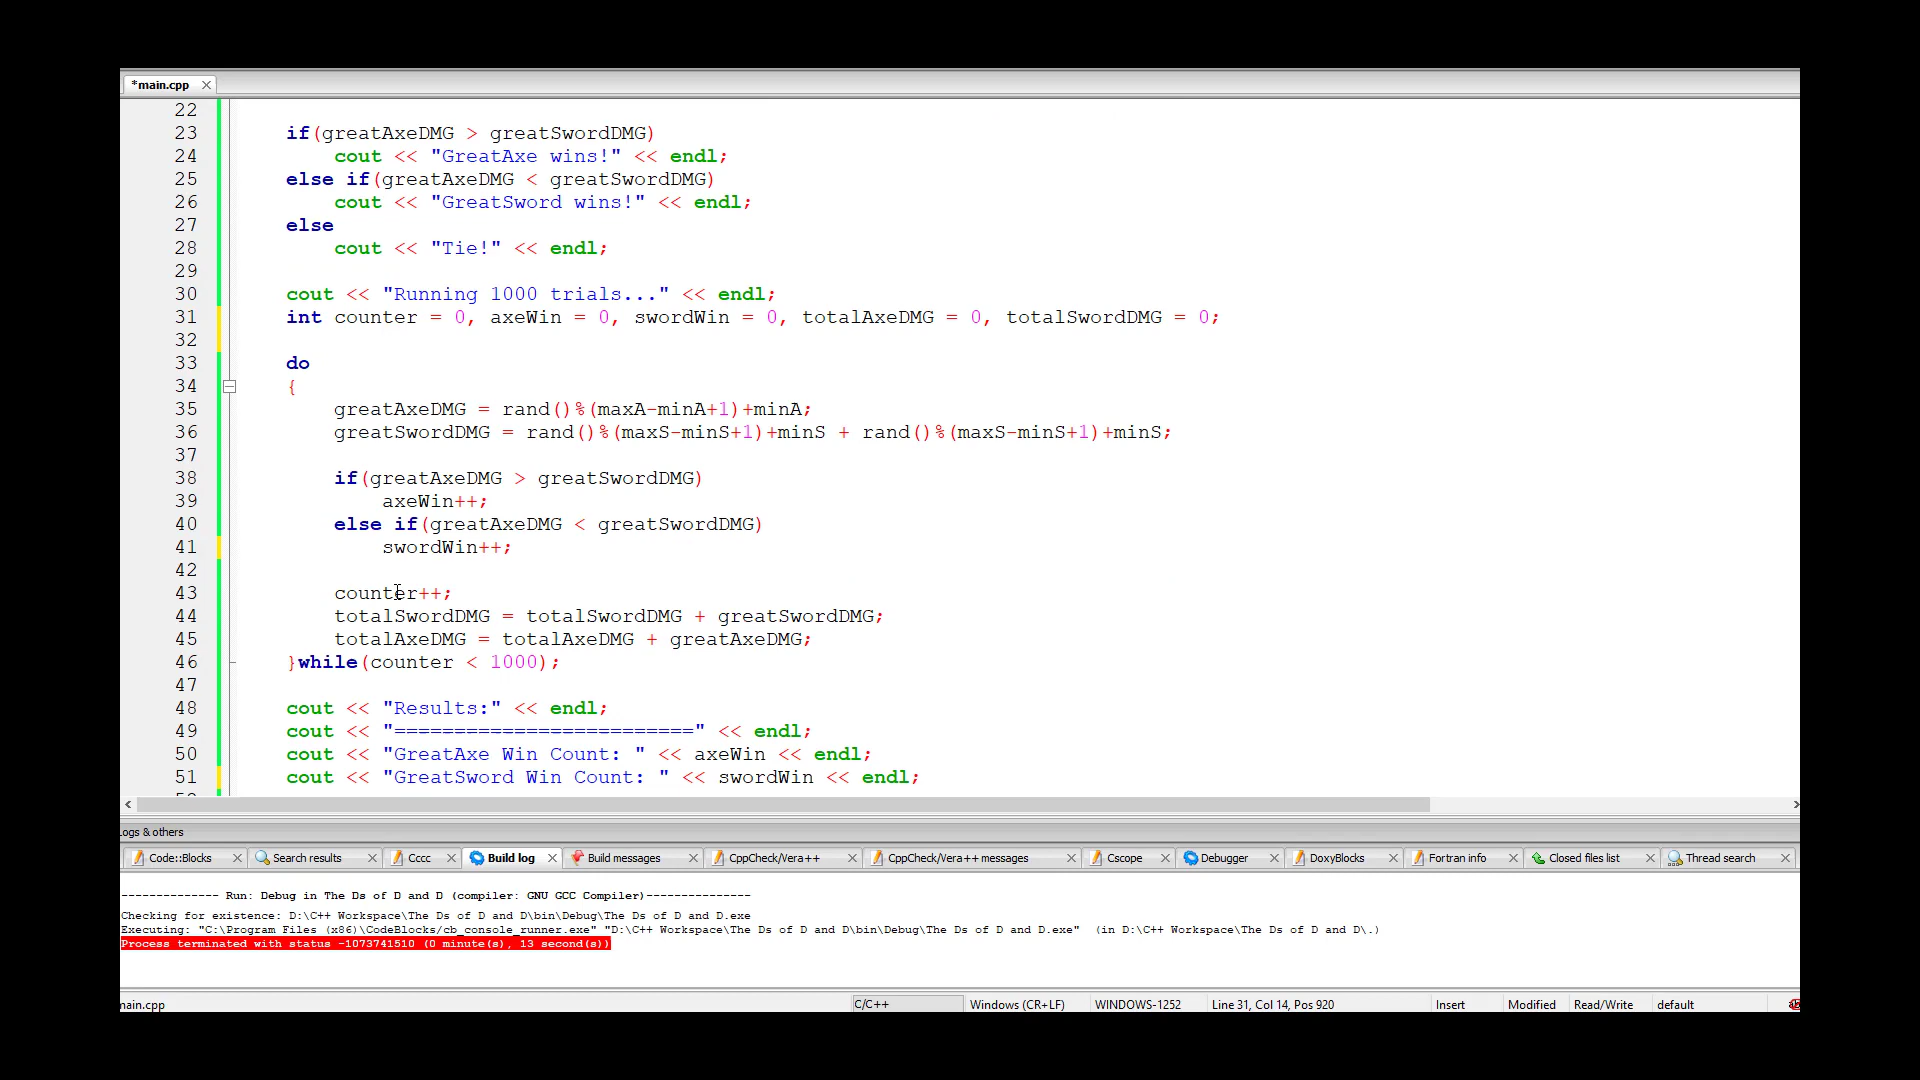 *main.cpp
22
23 if(greatAxeDMG > greatSwordDMG)
24 cout << "GreatAxe wins!" << endl;
25 else if(greatAxeDMG < greatSwordDMG)
26 cout << "GreatSword wins!" << endl;
27 else
28 cout << "Tie!" << endl;
29
30 cout << "Running 1000 trials..." << endl;
31 int counter = 0, axeWin = 0, swordWin = 0, totalAxeDMG = 0, totalSwordDMG = 0;
32
33 do
34 {
35 greatAxeDMG = rand()%(maxA-minA+1)+minA;
36 greatSwordDMG = rand()%(maxS-minS+1)+minS + rand()%(maxS-minS+1)+minS;
37
38 if(greatAxeDMG > greatSwordDMG)
39 axeWin++;
40 else if(greatAxeDMG < greatSwordDMG)
41 swordWin++;
42
43 counter++;
44 totalSwordDMG = totalSwordDMG + greatSwordDMG;
45 totalAxeDMG = totalAxeDMG + greatAxeDMG;
46 }while(counter < 1000);
47
48 cout << "Results:" << endl;
49 cout << "=========================" << endl;
50 cout << "GreatAxe Win Count: " << axeWin << endl;
51 cout << "GreatSword Win Count: " << swordWin << endl;
Logs & others
Code::Blocks Search results Cccc Build log Build messages CppCheck/Vera++ CppCheck/Vera++ messages Cscope Debugger DoxyBlocks Fortran info Closed files list Thread search
-------------- Run: Debug in The Ds of D and D (compiler: GNU GCC Compiler)---------------
Checking for existence: D:\C++ Workspace\The Ds of D and D\bin\Debug\The Ds of D and D.exe
Executing: "C:\Program Files (x86)\CodeBlocks/cb_console_runner.exe" "D:\C++ Workspace\The Ds of D and D\bin\Debug\The Ds of D and D.exe" (in D:\C++ Workspace\The Ds of D and D\.)
Process terminated with status -1073741510 (0 minute(s), 13 second(s))
main.cpp C/C++ Windows (CR+LF) WINDOWS-1252 Line 31, Col 14, Pos 920 Insert Modified Read/Write default